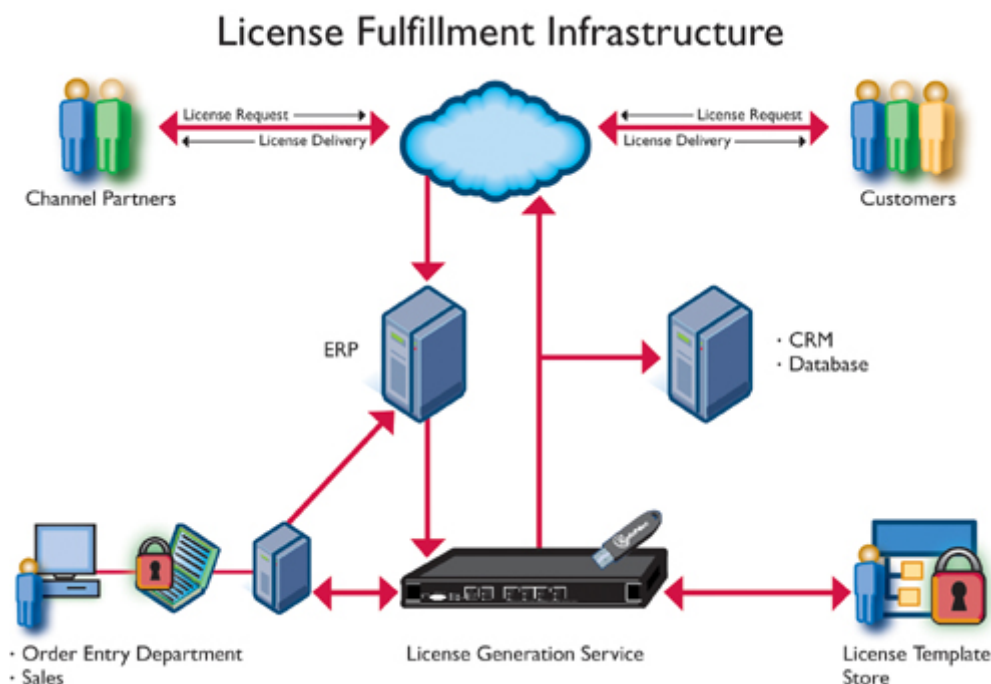 License Fulfillment Infrastructure
License Request
License Delivery
License Request
License Delivery
Channel Partners
Customers
ERP
· CRM
· Database
· Order Entry Department
· Sales
License Generation Service
License Template
Store